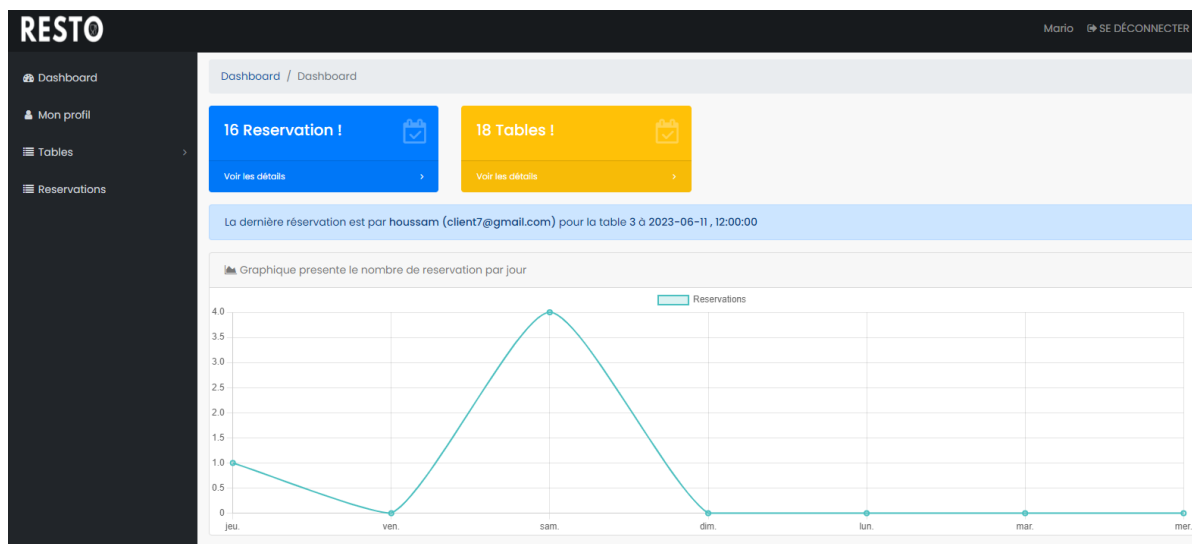 RESTO
Mario SE DÉCONNECTER
Dashboard
Mon profil
Tables
Reservations
Dashboard / Dashboard
16 Reservation !
Voir les détails
18 Tables !
Voir les détails
La dernière réservation est par houssam (client7@gmail.com) pour la table 3 à 2023-06-11 , 12:00:00
Graphique presente le nombre de reservation par jour
Reservations
4.0
3.5
3.0
2.5
2.0
1.5
1.0
0.5
0
jeu. ven. sam. dim. lun. mar. mer.